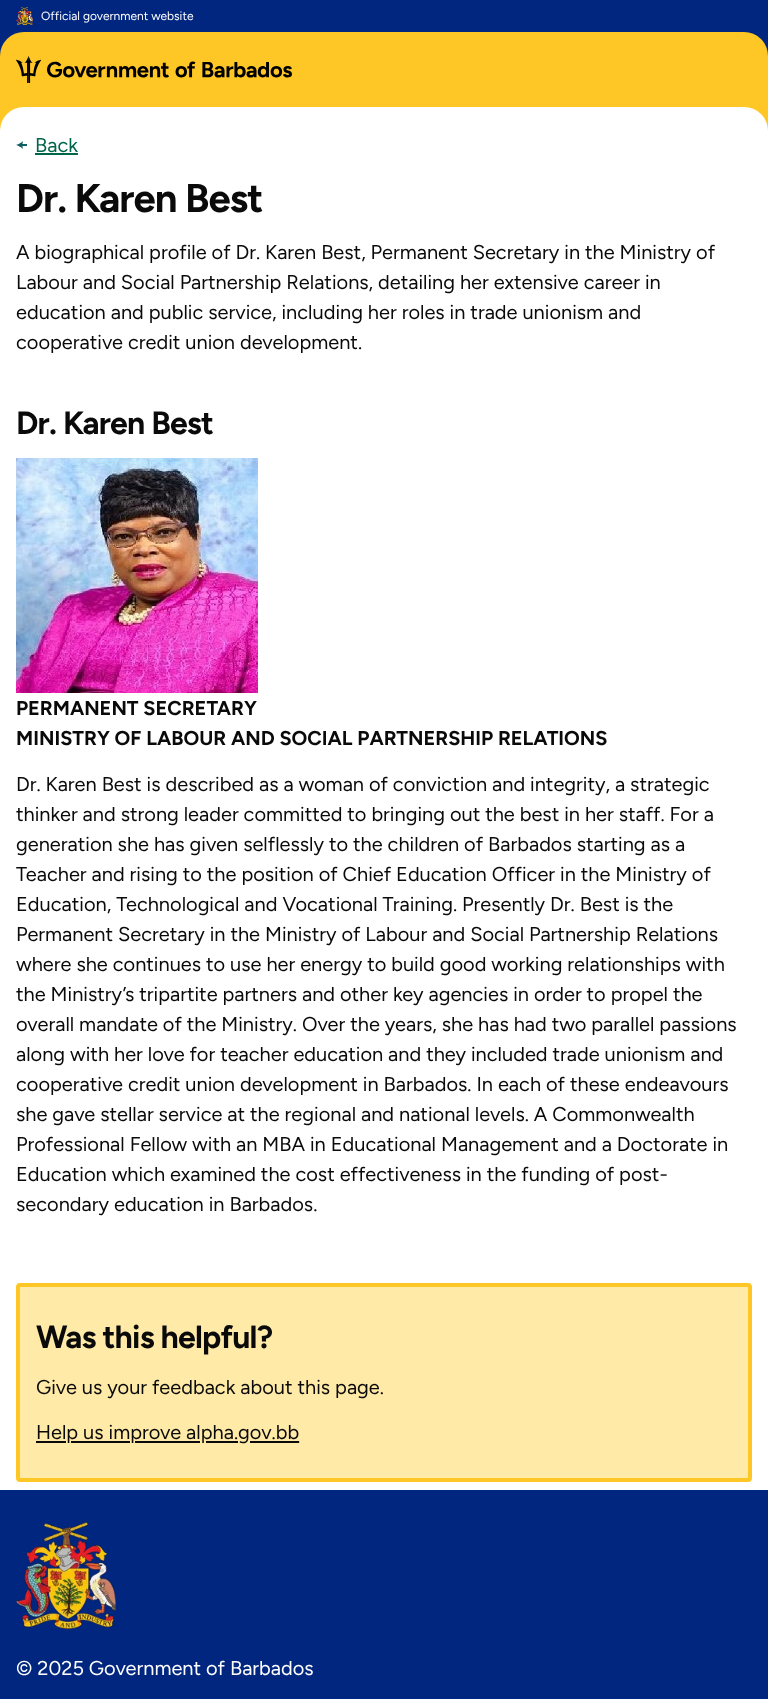 Official government website
Government of Barbados
Back
Dr. Karen Best
A biographical profile of Dr. Karen Best, Permanent Secretary in the Ministry of
Labour and Social Partnership Relations, detailing her extensive career in
education and public service, including her roles in trade unionism and
cooperative credit union development.
Dr. Karen Best
PERMANENT SECRETARY
MINISTRY OF LABOUR AND SOCIAL PARTNERSHIP RELATIONS
Dr. Karen Best is described as a woman of conviction and integrity, a strategic
thinker and strong leader committed to bringing out the best in her staff. For a
generation she has given selflessly to the children of Barbados starting as a
Teacher and rising to the position of Chief Education Officer in the Ministry of
Education, Technological and Vocational Training. Presently Dr. Best is the
Permanent Secretary in the Ministry of Labour and Social Partnership Relations
where she continues to use her energy to build good working relationships with
the Ministry’s tripartite partners and other key agencies in order to propel the
overall mandate of the Ministry. Over the years, she has had two parallel passions
along with her love for teacher education and they included trade unionism and
cooperative credit union development in Barbados. In each of these endeavours
she gave stellar service at the regional and national levels. A Commonwealth
Professional Fellow with an MBA in Educational Management and a Doctorate in
Education which examined the cost effectiveness in the funding of post-
secondary education in Barbados.
Was this helpful?
Give us your feedback about this page.
Help us improve alpha.gov.bb
PRIDE AND INDUSTRY
© 2025 Government of Barbados